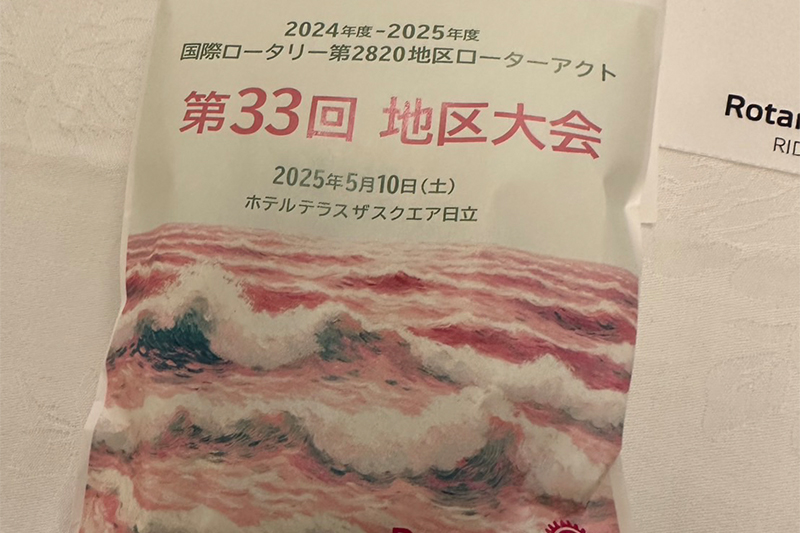 2024年度-2025年度
国際ロータリー第2820地区ローターアクト
第33回 地区大会
2025年5月10日(土)
ホテルテラスザスクエア日立